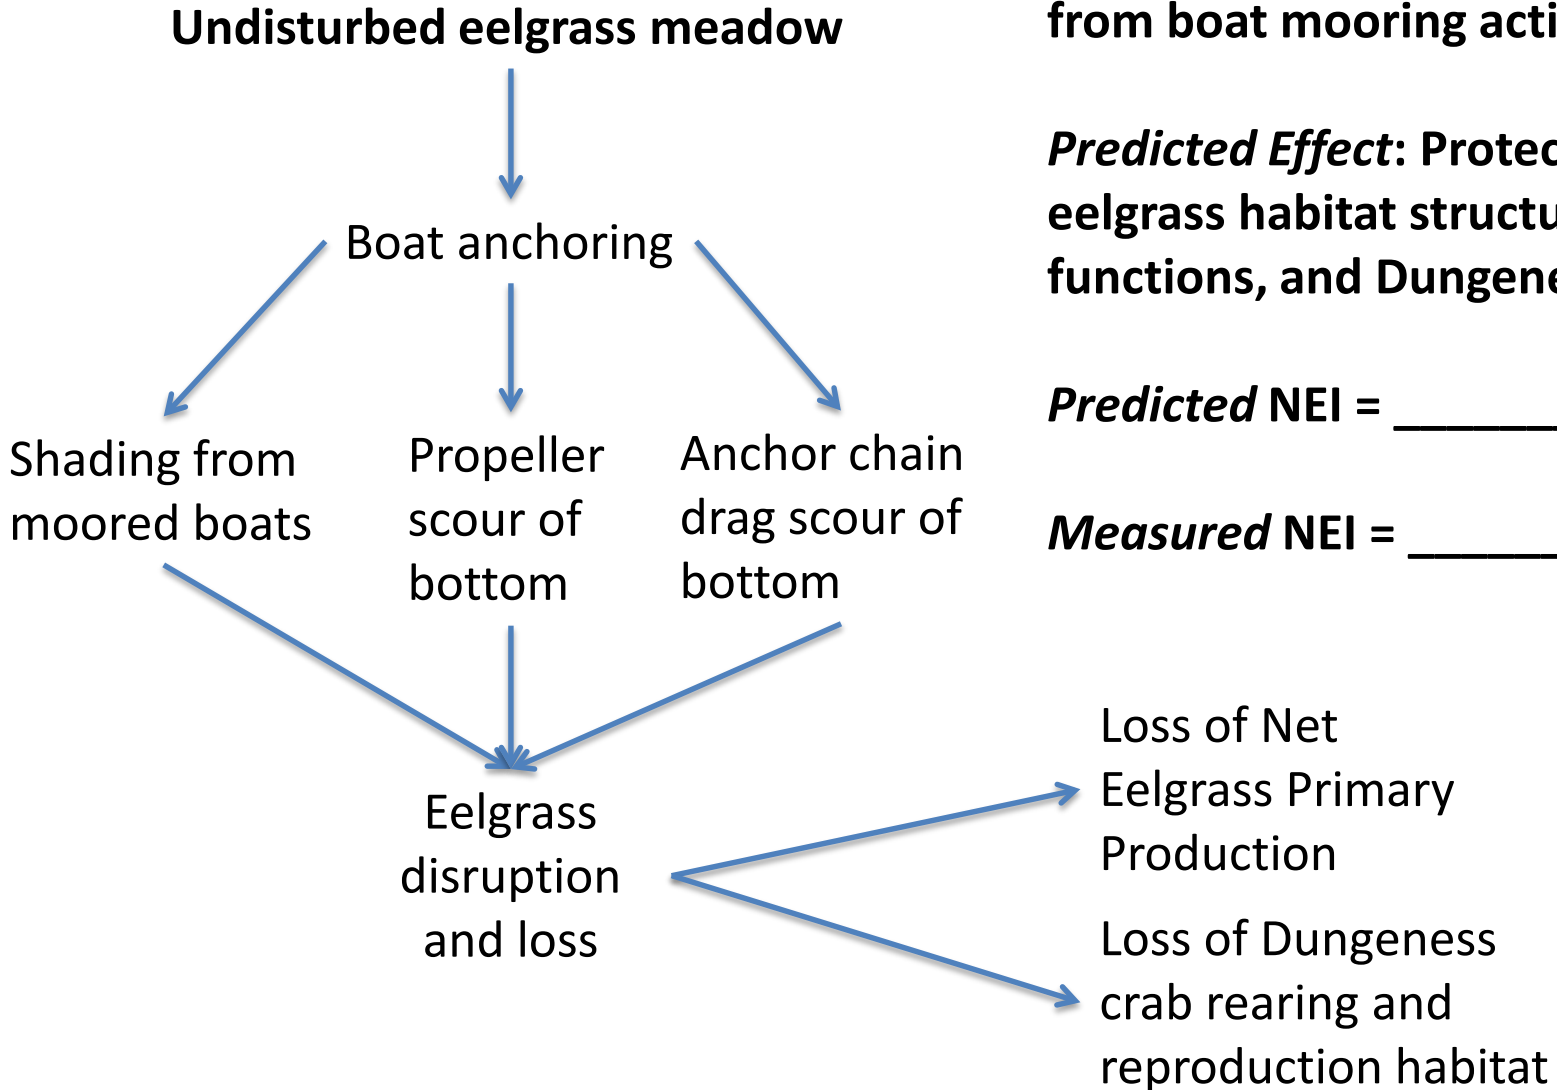 Undisturbed eelgrass meadow
Boat anchoring
Shading from
moored boats
Propeller
scour of
bottom
Anchor chain
drag scour of
bottom
Eelgrass
disruption
and loss
from boat mooring acti
Predicted Effect: Protec
eelgrass habitat structu
functions, and Dungene
Predicted NEI = _______
Measured NEI = ______
Loss of Net
Eelgrass Primary
Production
Loss of Dungeness
crab rearing and
reproduction habitat